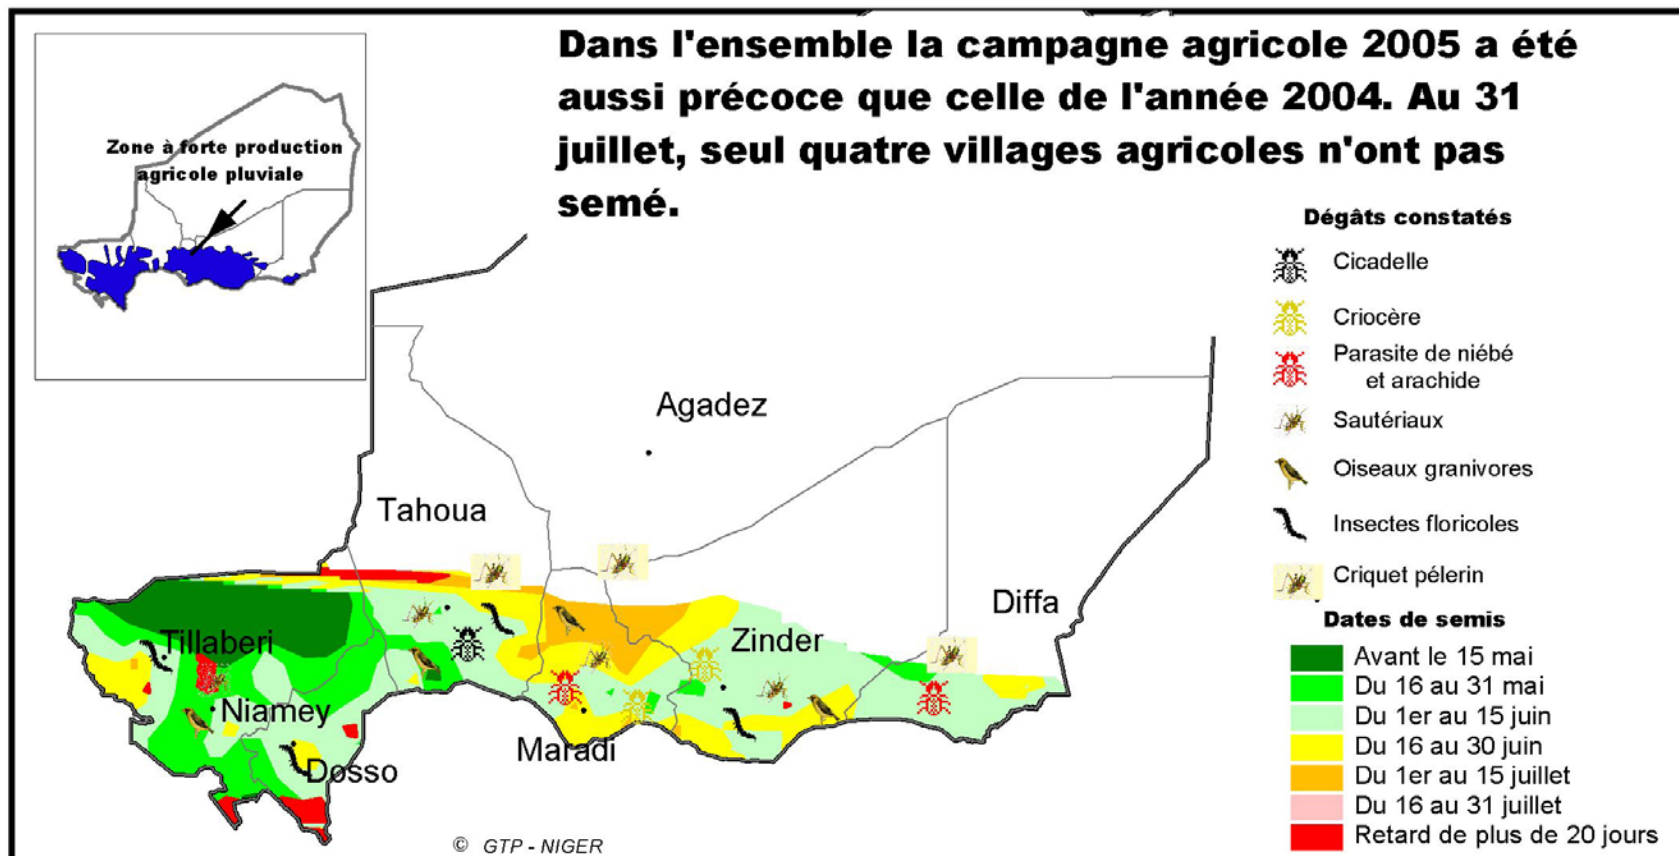 Dans l'ensemble la campagne agricole 2005 a été
aussi précoce que celle de l'année 2004. Au 31
juillet, seul quatre villages agricoles n'ont pas
semé.
Zone à forte production
agricole pluviale
Agadez
Tahoua
Diffa
Tillaberi
Zinder
Niamey
Maradi
Dosso
© GTP - NIGER
Dégâts constatés
Cicadelle
Criocère
Parasite de niébé
et arachide
Sautériaux
Oiseaux granivores
Insectes floricoles
Criquet pélerin
Dates de semis
Avant le 15 mai
Du 16 au 31 mai
Du 1er au 15 juin
Du 16 au 30 juin
Du 1er au 15 juillet
Du 16 au 31 juillet
Retard de plus de 20 jours